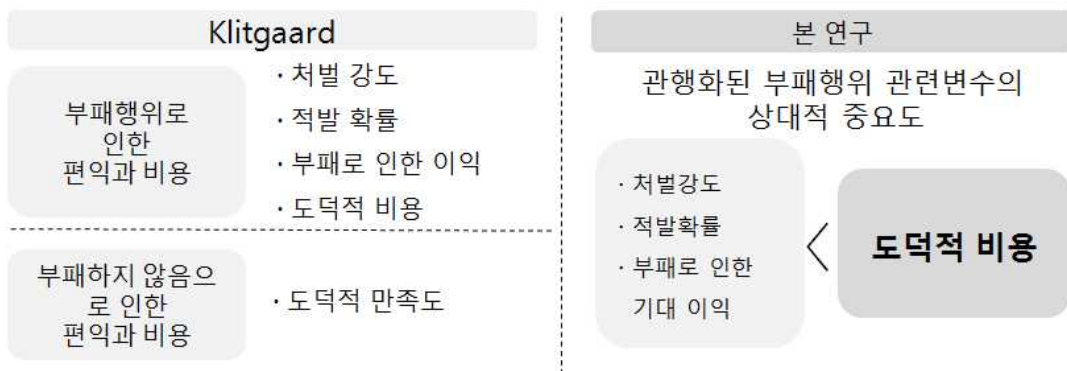 Klitgaard
부패행위로
인한
편익과 비용
· 처벌 강도
· 적발 확률
· 부패로 인한 이익
· 도덕적 비용
부패하지 않음으
로 인한
편익과 비용
· 도덕적 만족도
본 연구
관행화된 부패행위 관련변수의
상대적 중요도
· 처벌강도
· 적발확률
· 부패로 인한
기대 이익
<
도덕적 비용